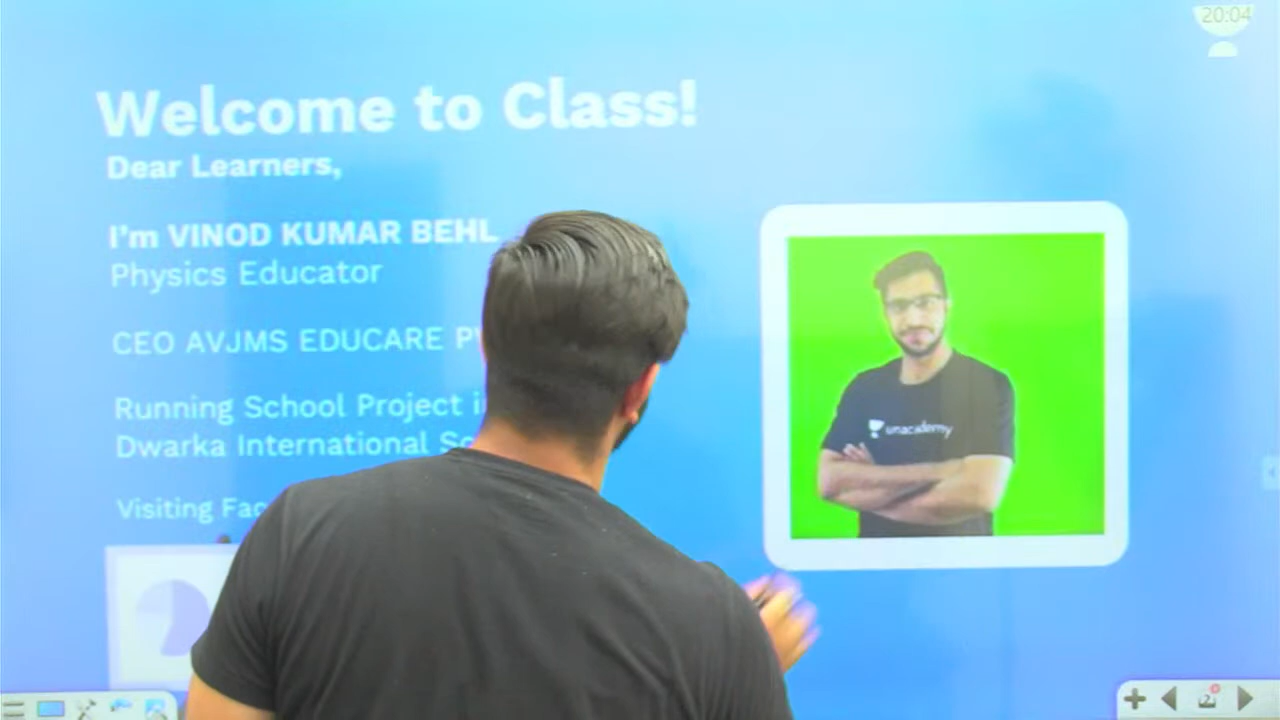 20:04
Welcome to Class!
Dear Learners,
I'm VINOD KUMAR BEHL
Physics Educator
CEO AVJMS EDUCARE
Running School Project
Dwarka International
Visiting
unacademy